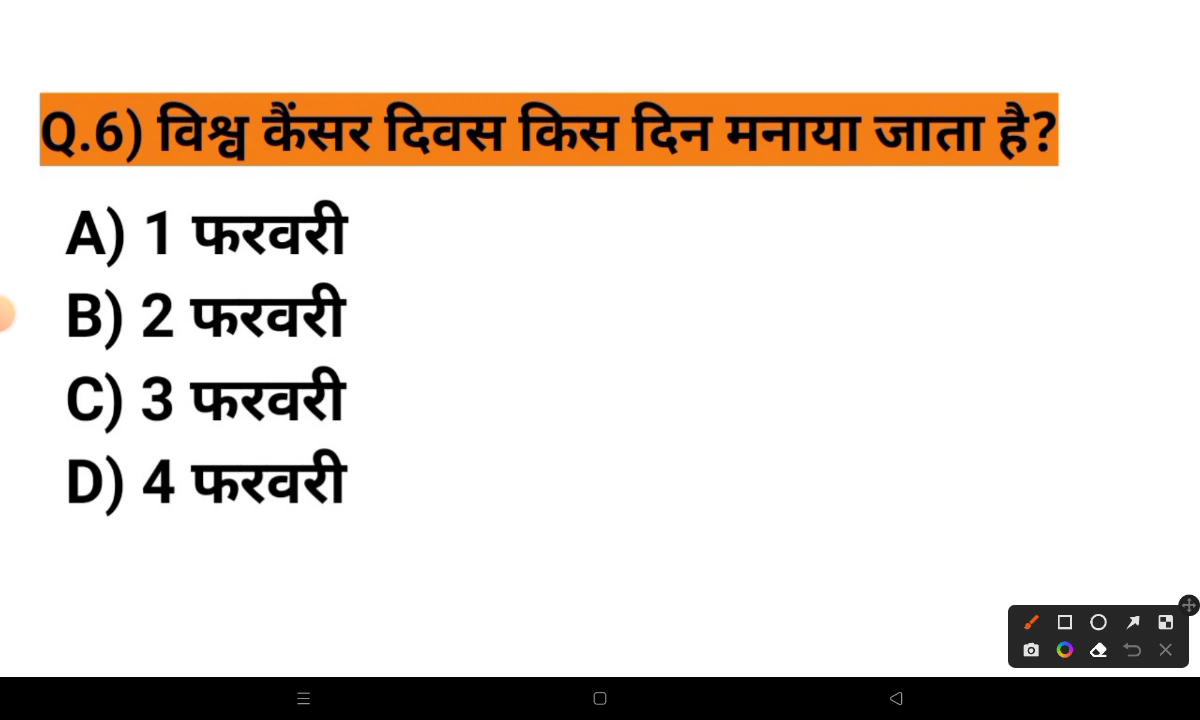 Q.6) विश्व कैंसर दिवस किस दिन मनाया जाता है?
A) 1 फरवरी
B) 2 फरवरी
C) 3 फरवरी
D) 4 फरवरी